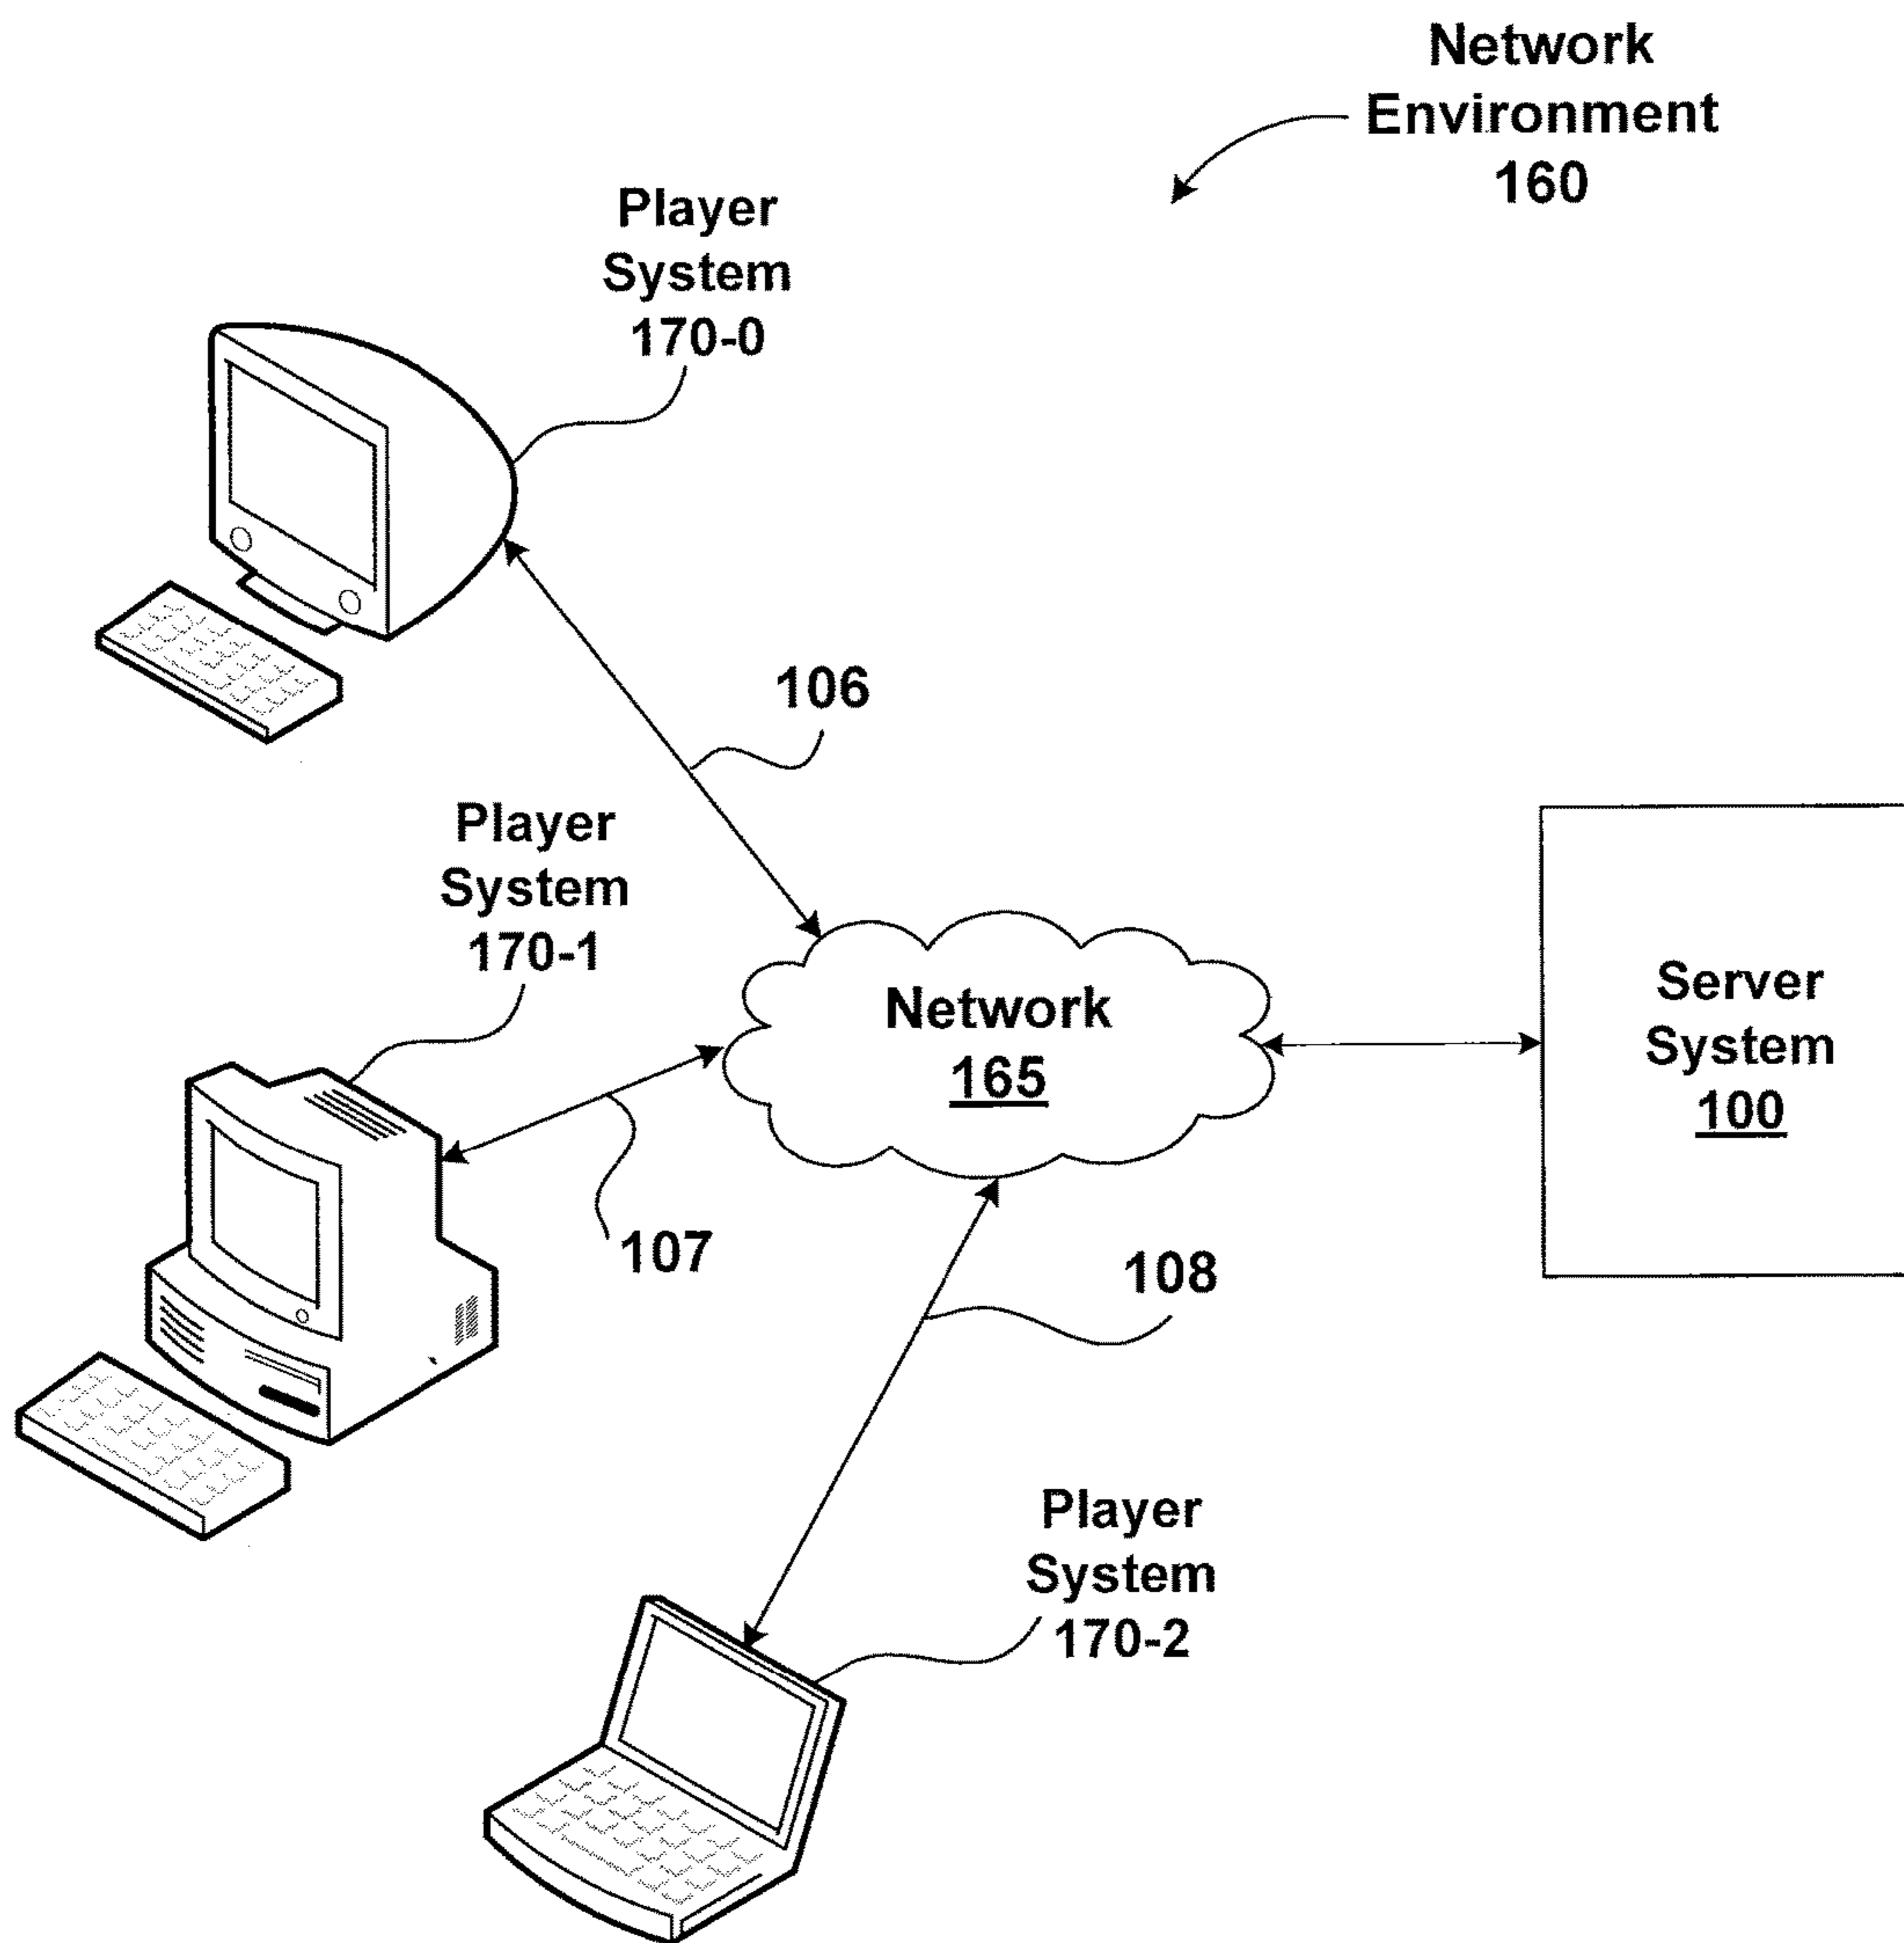 Network
Environment
160
Player
System
170-0
106
Player
System
170-1
Network
165
Server
System
100
107
108
Player
System
170-2